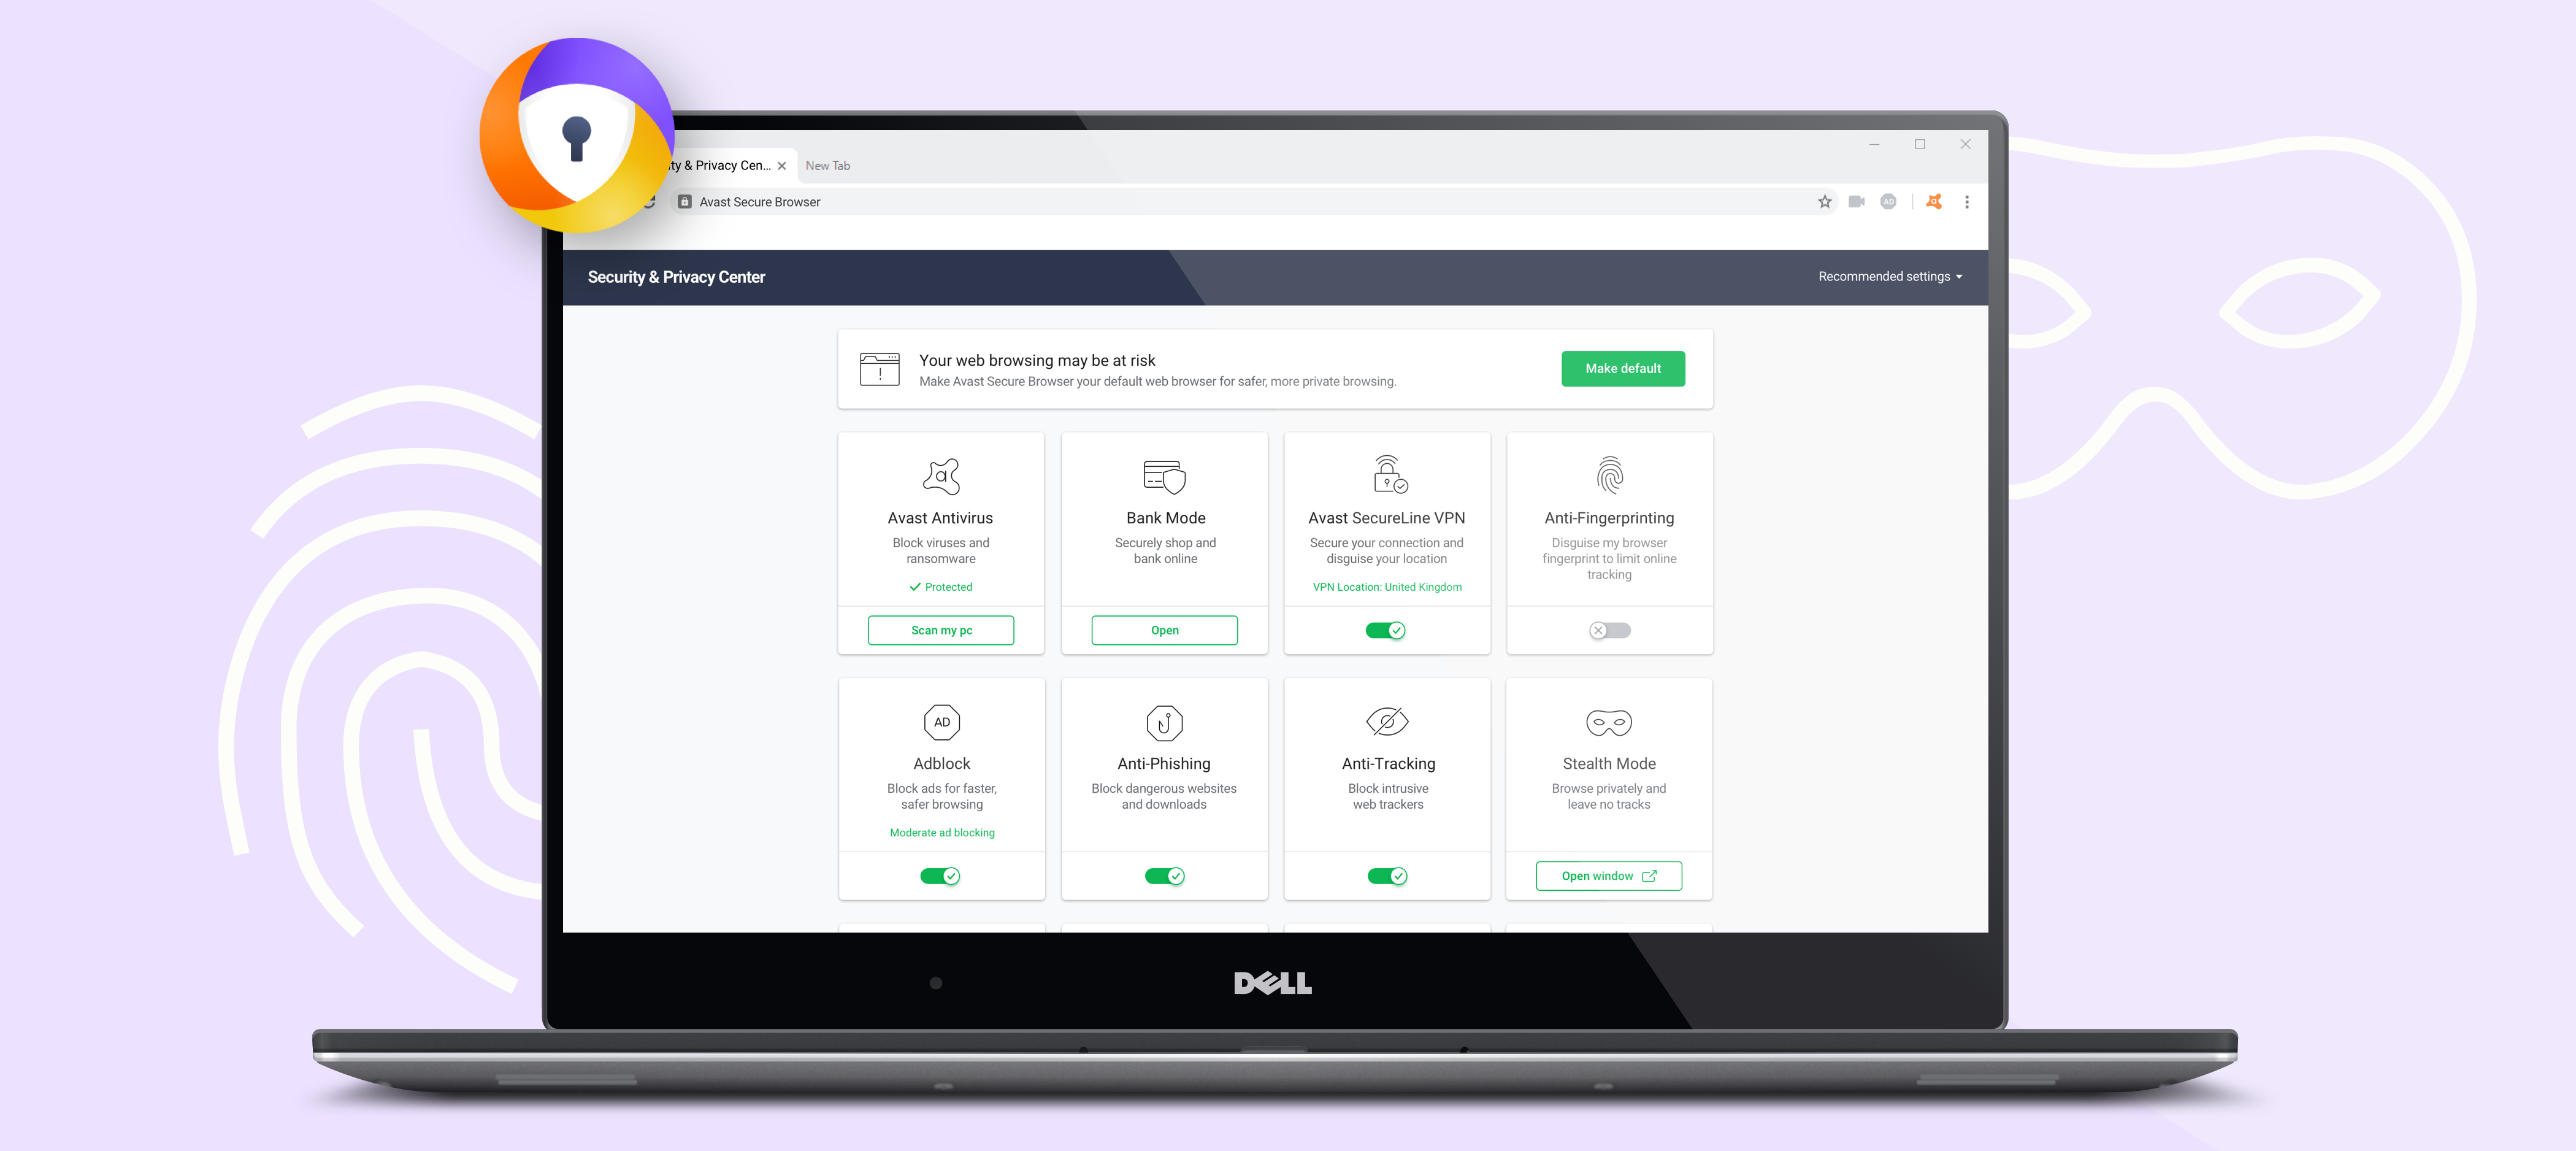 ty & Privacy Cen...
New Tab
Avast Secure Browser
AD
Security & Privacy Center
Recommended settings
Your web browsing may be at risk
Make Avast Secure Browser your default web browser for safer, more private browsing.
Make default
Avast Antivirus
Block viruses and
ransomware
Protected
Scan my pc
Bank Mode
Securely shop and
bank online
Open
Avast SecureLine VPN
Secure your connection and
disguise your location
VPN Location: United Kingdom
Anti-Fingerprinting
Disguise my browser
fingerprint to limit online
tracking
AD
Adblock
Block ads for faster,
safer browsing
Moderate ad blocking
Anti-Phishing
Block dangerous websites
and downloads
Anti-Tracking
Block intrusive
web trackers
Stealth Mode
Browse privately and
leave no tracks
Open window
DELL